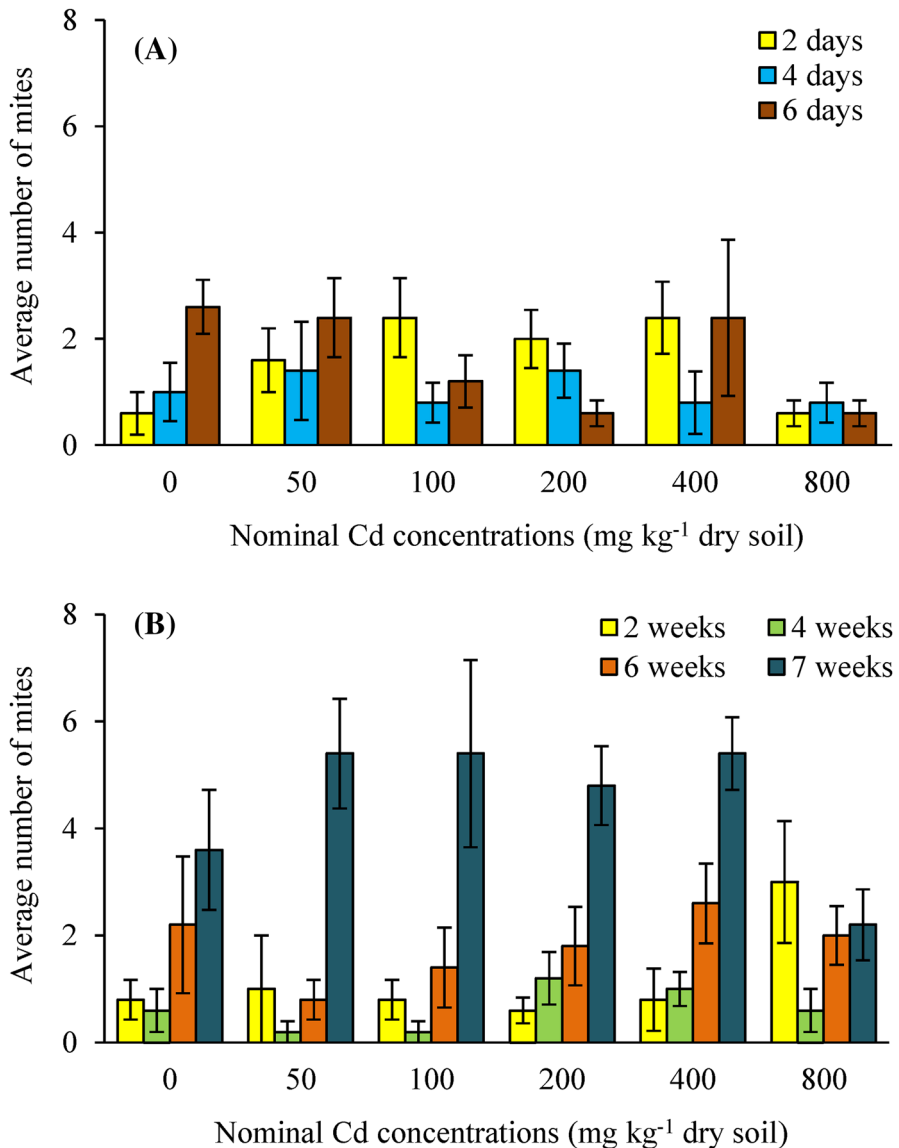 (A)
2 days
4 days
6 days
8
6
4
2
0
Average number of mites
0 50 100 200 400 800
Nominal Cd concentrations (mg kg⁻¹ dry soil)
(B)
2 weeks 4 weeks
6 weeks 7 weeks
8
6
4
2
0
Average number of mites
0 50 100 200 400 800
Nominal Cd concentrations (mg kg⁻¹ dry soil)